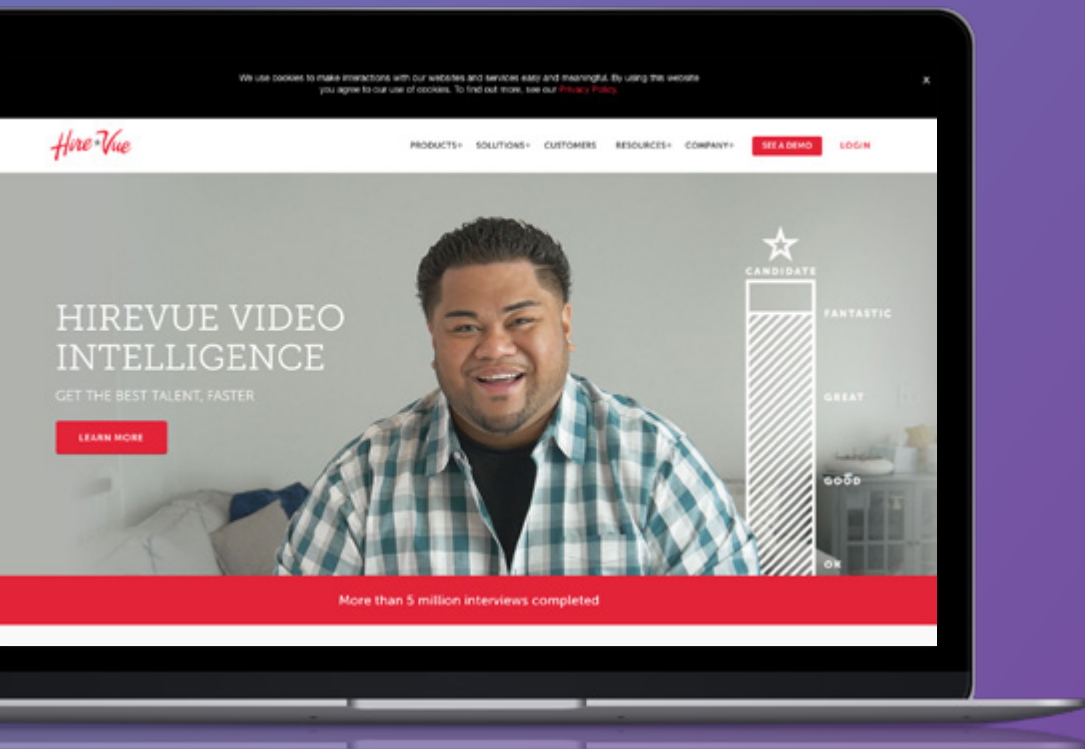 We use cookies to make interactions with our websites and services easy and meaningful. By using this website
you agree to our use of cookies. To find out more, see our Privacy Policy.
x
Hire Vue
PRODUCTS+ SOLUTIONS+ CUSTOMERS RESOURCES+ COMPANY+ SEE A DEMO LOGIN
CANDIDATE
HIREVUE VIDEO
INTELLIGENCE
GET THE BEST TALENT, FASTER
LEARN MORE
FANTASTIC
GREAT
GOOD
OK
More than 5 million interviews completed